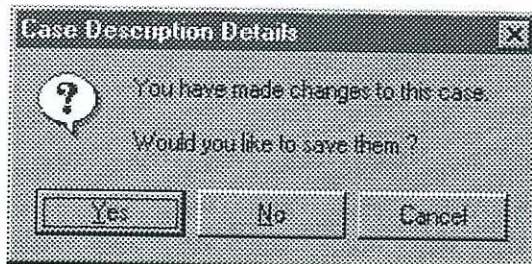 Case Description Details
?
You have made changes to this case.
Would you like to save them ?
Yes
No
Cancel